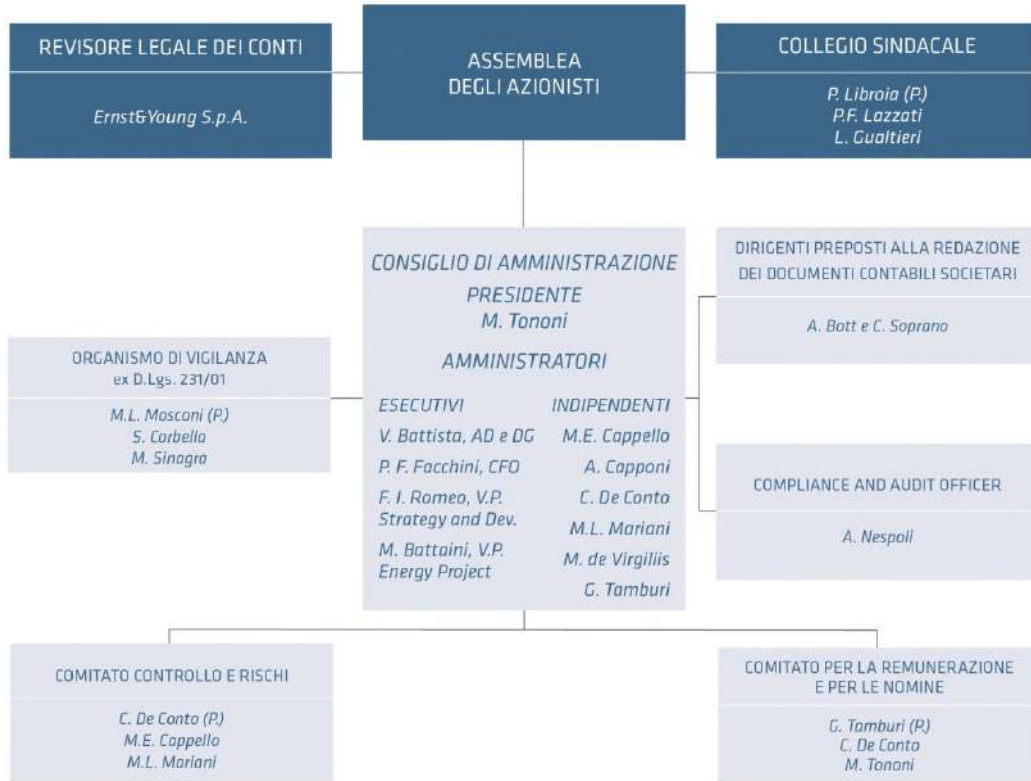 REVISORE LEGALE DEI CONTI
Ernst&Young S.p.A.
ASSEMBLEA
DEGLI AZIONISTI
COLLEGIO SINDACALE
P. Libroia (P.)
P.F. Lazzati
L. Gualtieri
CONSIGLIO DI AMMINISTRAZIONE
PRESIDENTE
M. Tononi
AMMINISTRATORI
ESECUTIVI
V. Battista, AD e DG
P. F. Facchini, CFO
F. I. Romeo, V.P.
Strategy and Dev.
M. Battaini, V.P.
Energy Project
INDIPENDENTI
M.E. Cappello
A. Capponi
C. De Conto
M.L. Mariani
M. de Virgiliis
G. Tamburi
DIRIGENTI PREPOSTI ALLA REDAZIONE
DEI DOCUMENTI CONTABILI SOCIETARI
A. Bott e C. Soprano
ORGANISMO DI VIGILANZA
ex D.Lgs. 231/01
M.L. Mosconi (P.)
S. Corbella
M. Sinagra
COMPLIANCE AND AUDIT OFFICER
A. Nespoli
COMITATO CONTROLLO E RISCHI
C. De Conto (P.)
M.E. Cappello
M.L. Mariani
COMITATO PER LA REMUNERAZIONE
E PER LE NOMINE
G. Tamburi (P.)
C. De Conto
M. Tononi